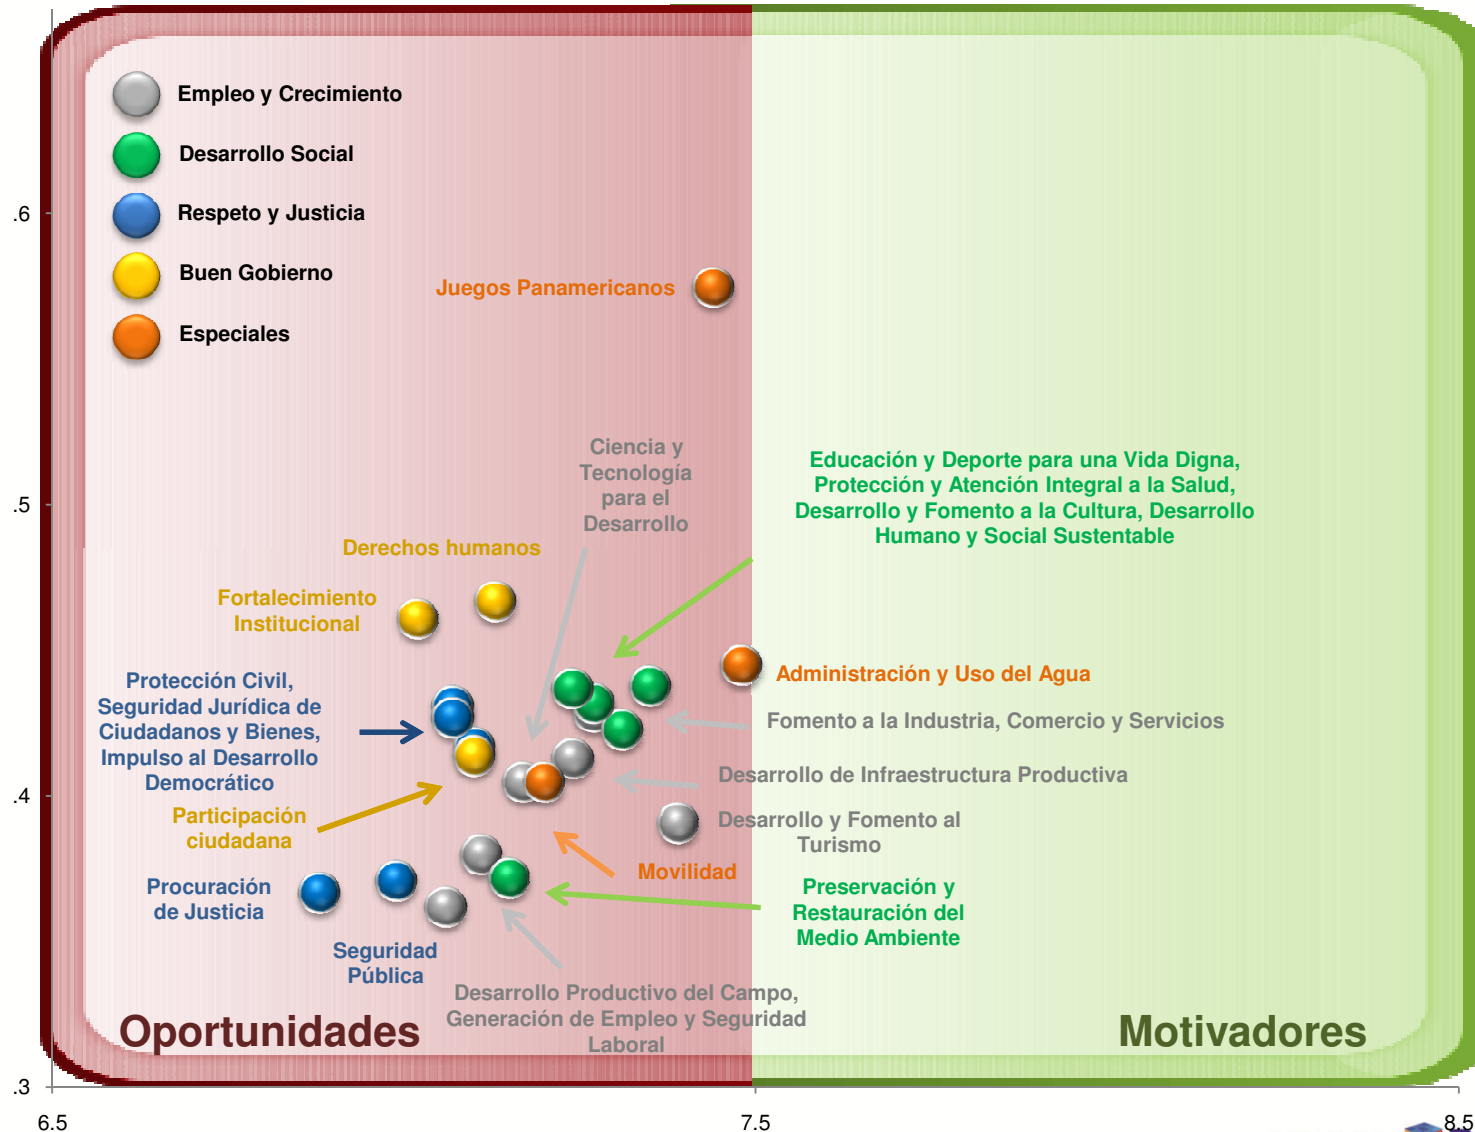 Empleo y Crecimiento
Desarrollo Social
.6
Respeto y Justicia
Buen Gobierno
Juegos Panamericanos
Especiales
Ciencia y
Tecnología
para el
Desarrollo
Educación y Deporte para una Vida Digna,
Protección y Atención Integral a la Salud,
Desarrollo y Fomento a la Cultura, Desarrollo
Humano y Social Sustentable
.5
Derechos humanos
Fortalecimiento
Institucional
Protección Civil,
Seguridad Jurídica de
Ciudadanos y Bienes,
Impulso al Desarrollo
Democrático
Administración y Uso del Agua
Fomento a la Industria, Comercio y Servicios
Desarrollo de Infraestructura Productiva
.4
Participación
ciudadana
Desarrollo y Fomento al
Turismo
Movilidad
Procuración
de Justicia
Preservación y
Restauración del
Medio Ambiente
Seguridad
Pública
Desarrollo Productivo del Campo,
Generación de Empleo y Seguridad
Laboral
Oportunidades
Motivadores
.3
6.5
7.5
8.5